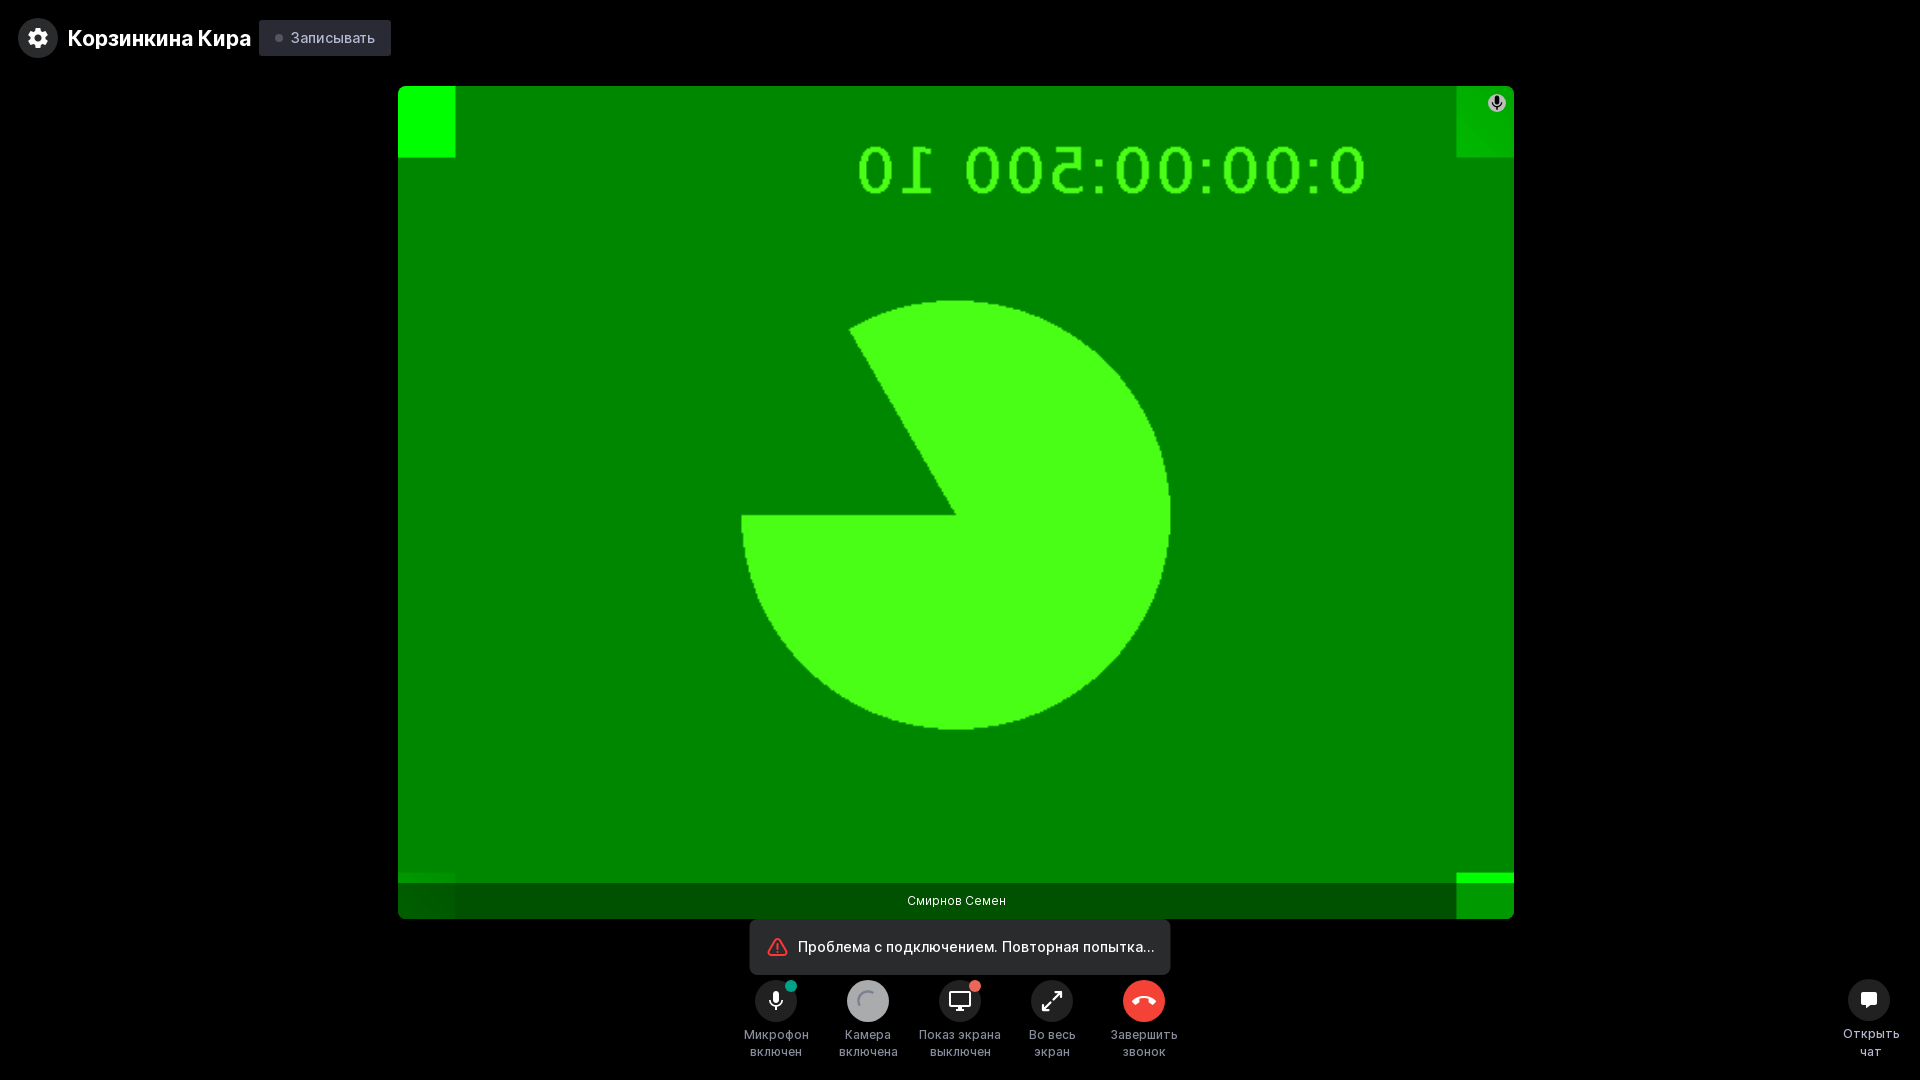 Корзинкина Кира
Записывать
0:00:00:500 10
Смирнов Семен
Проблема с подключением. Повторная попытка...
Микрофон
включен
Камера
включена
Показ экрана
выключен
Во весь
экран
Завершить
звонок
Открыть
чат